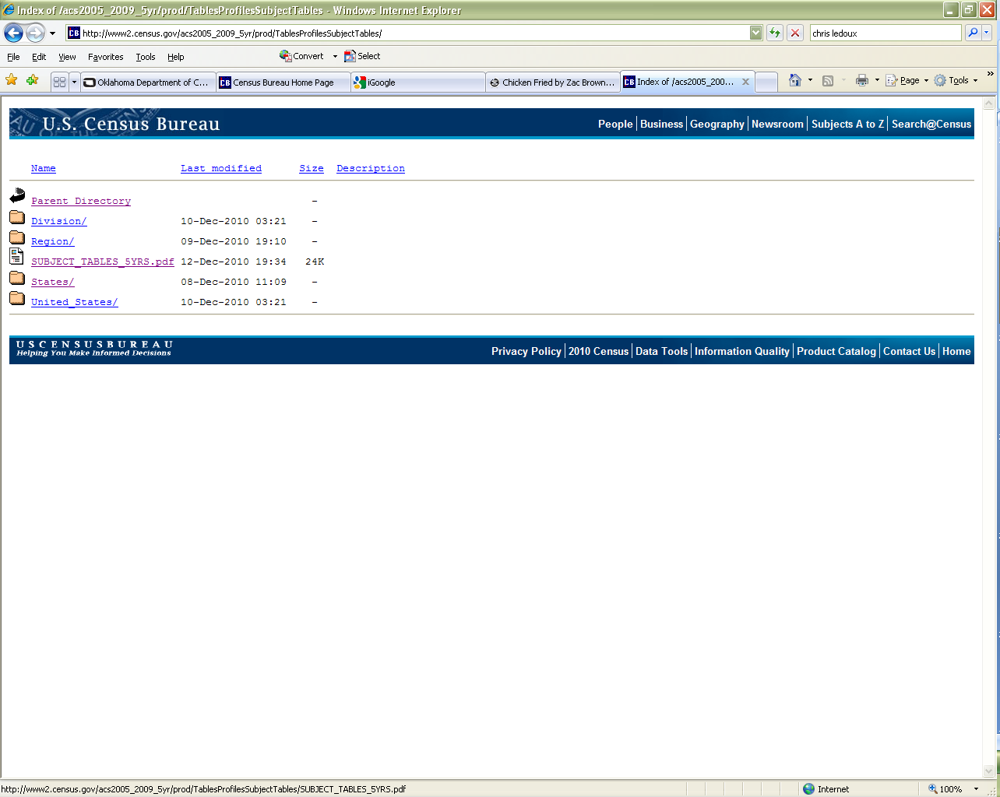 Index of /acs2005_2009_5yr/prod/TablesProfilesSubjectTables - Windows Internet Explorer
CB http://www2.census.gov/acs2005_2009_5yr/prod/TablesProfilesSubjectTables/ chris ledoux
File Edit View Favorites Tools Help Convert Select
Oklahoma Department of C... CB Census Bureau Home Page iGoogle Chicken Fried by Zac Brown... CB Index of /acs2005_200... Page Tools »
U.S. Census Bureau People Business Geography Newsroom Subjects A to Z Search@Census
Name Last modified Size Description
Parent Directory -
Division/ 10-Dec-2010 03:21 -
Region/ 09-Dec-2010 19:10 -
SUBJECT_TABLES_5YRS.pdf 12-Dec-2010 19:34 24K
States/ 08-Dec-2010 11:09 -
United_States/ 10-Dec-2010 03:21 -
USCENSUSBUREAU
Helping You Make Informed Decisions
Privacy Policy 2010 Census Data Tools Information Quality Product Catalog Contact Us Home
http://www2.census.gov/acs2005_2009_5yr/prod/TablesProfilesSubjectTables/SUBJECT_TABLES_5YRS.pdf Internet 100%